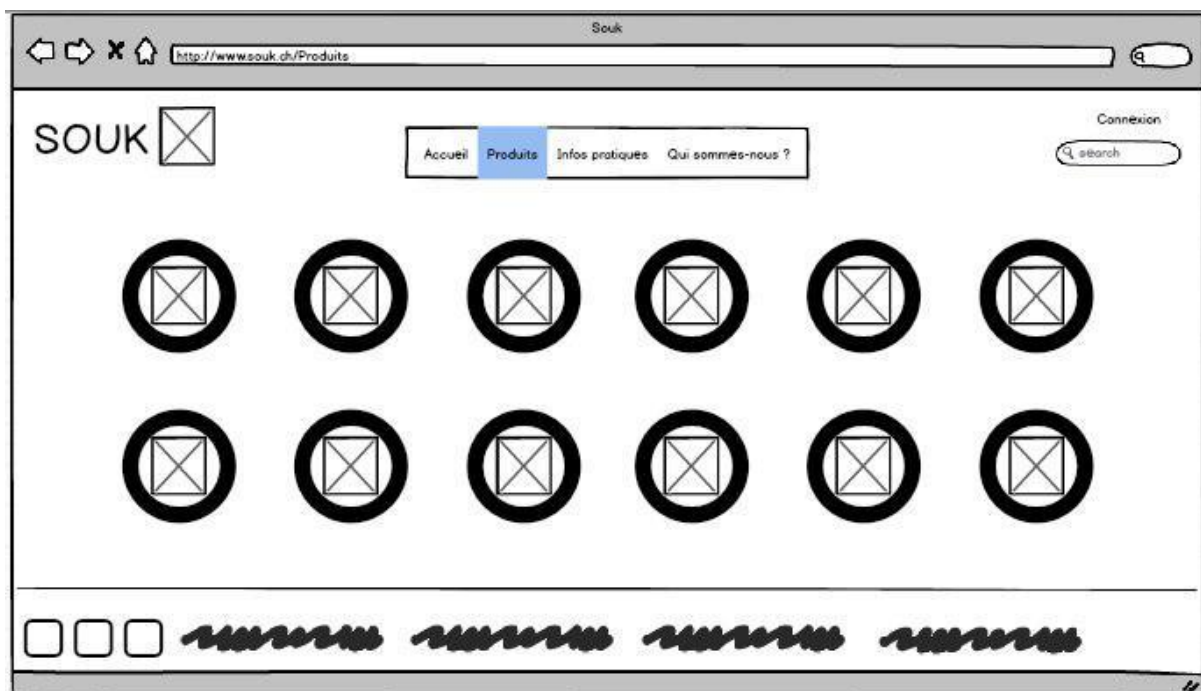 Souk
http://www.souk.ch/Produits
SOUK
Connexion
Accueil Produits Infos pratiques Qui sommes-nous ?
search